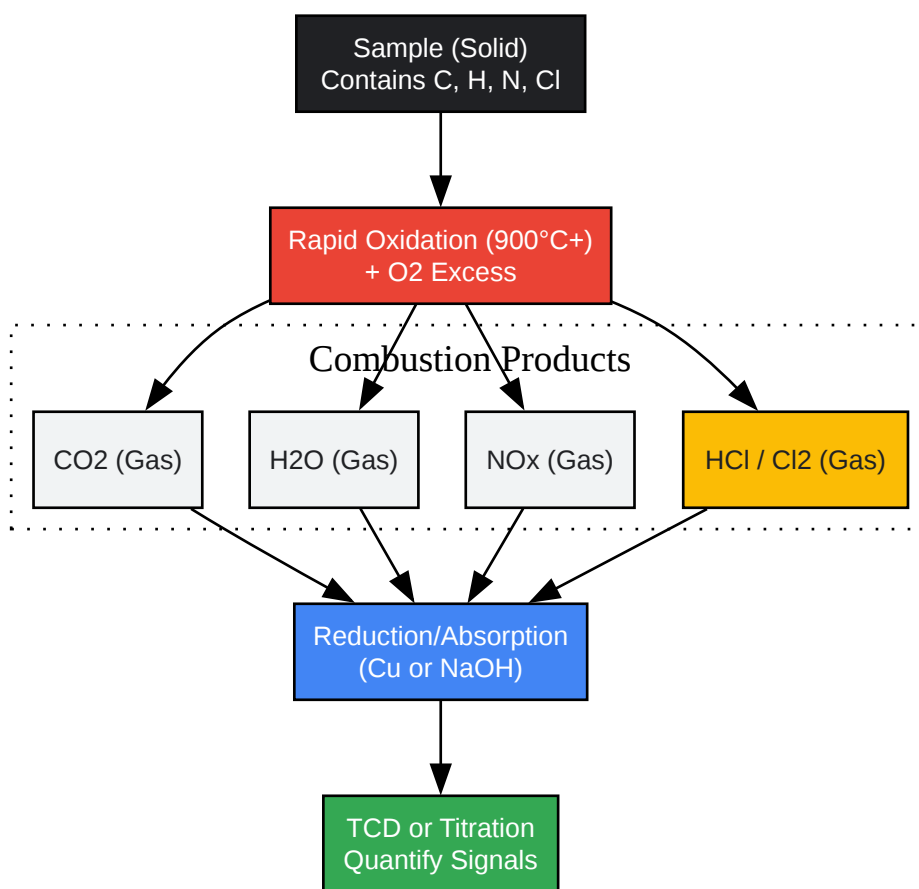 Sample (Solid)
Contains C, H, N, Cl
Rapid Oxidation (900°C+)
+ O2 Excess
Combustion Products
CO2 (Gas)
H2O (Gas)
NOx (Gas)
HCl / Cl2 (Gas)
Reduction/Absorption
(Cu or NaOH)
TCD or Titration
Quantify Signals